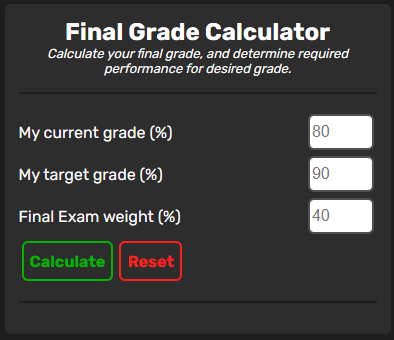 Final Grade Calculator
Calculate your final grade, and determine required
performance for desired grade.
My current grade (%) 80
My target grade (%) 90
Final Exam weight (%) 40
Calculate Reset